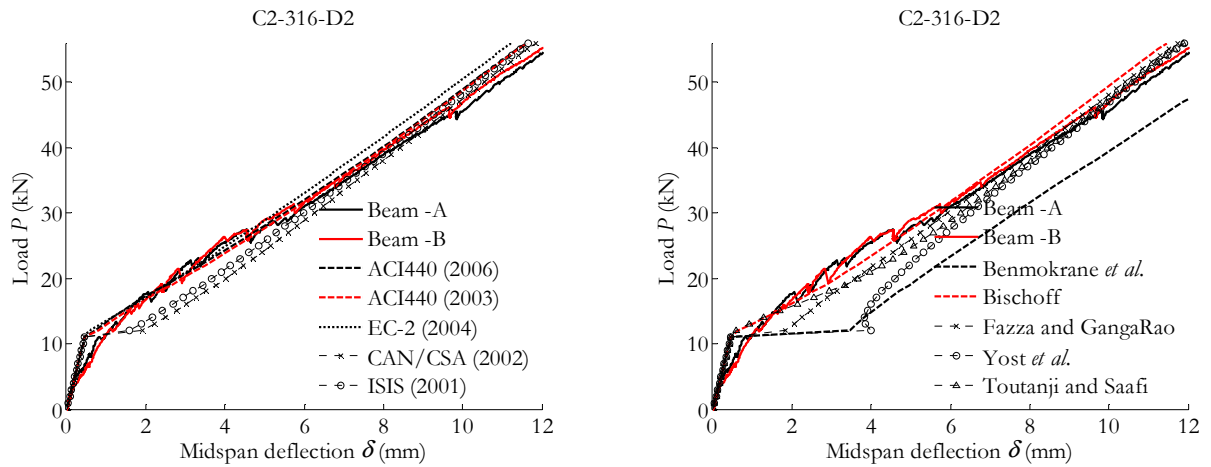 C2-316-D2
50
40
30
20
10
0
Load P (kN)
0 2 4 6 8 10 12
Midspan deflection δ (mm)
Beam -A
Beam -B
ACI440 (2006)
ACI440 (2003)
EC-2 (2004)
CAN/CSA (2002)
ISIS (2001)
C2-316-D2
50
40
30
20
10
0
Load P (kN)
0 2 4 6 8 10 12
Midspan deflection δ (mm)
Beam -A
Beam -B
Benmokrane et al.
Bischoff
Fazza and GangaRao
Yost et al.
Toutanji and Saafi